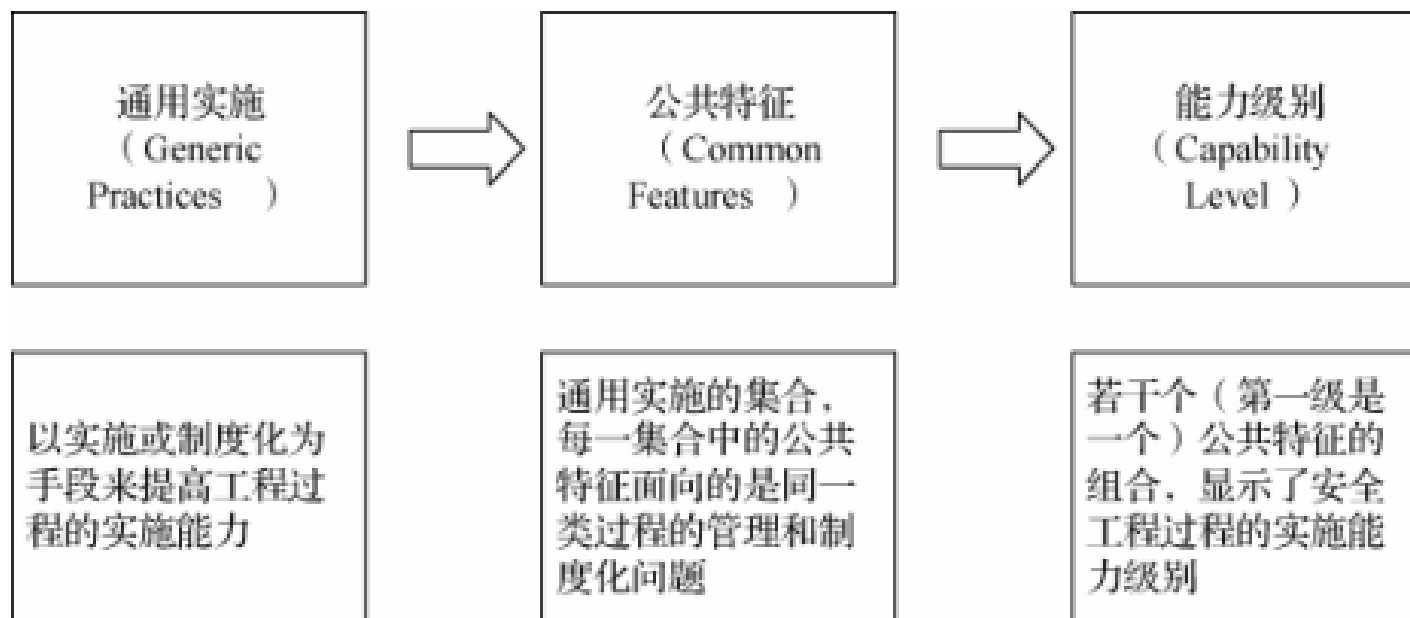 通用实施
（Generic
Practices ）
公共特征
（Common
Features ）
能力级别
（Capability
Level ）
以实施或制度化为
手段来提高工程过
程的实施能力
通用实施的集合，
每一集合中的公共
特征面向的是同一
类过程的管理和制
度化问题
若干个（第一级是
一个）公共特征的
组合，显示了安全
工程过程的实施能
力级别